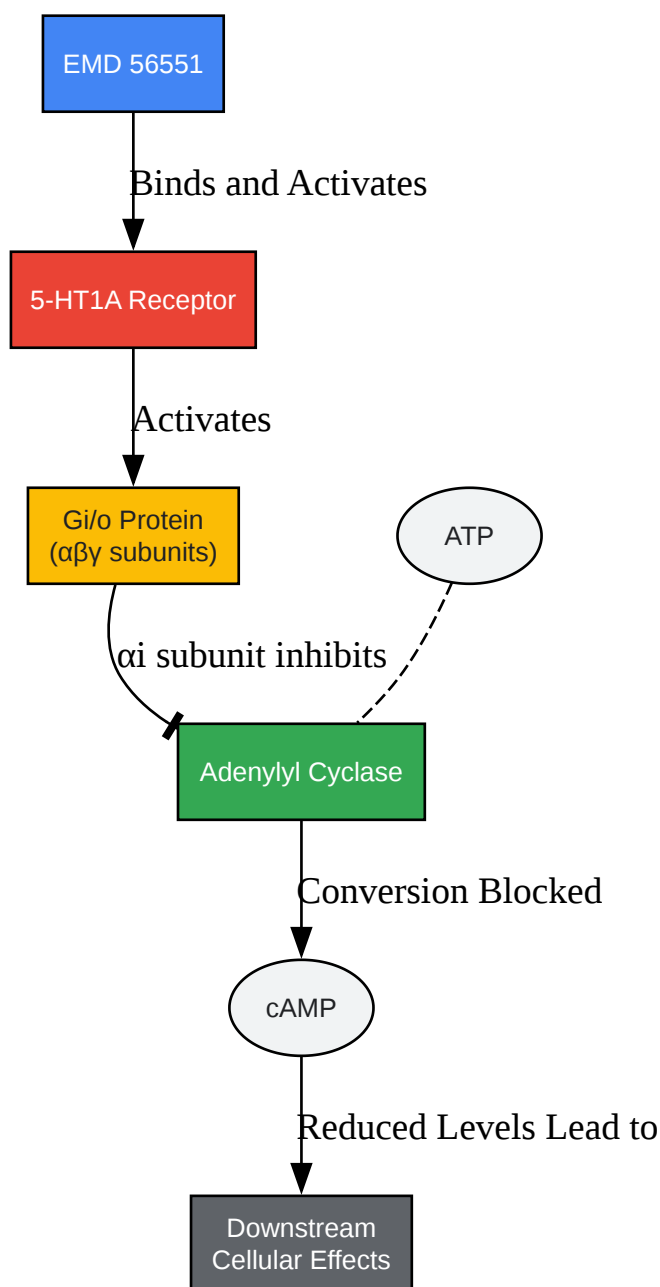 EMD 56551
Binds and Activates
5-HT1A Receptor
Activates
Gi/o Protein
(αβγ subunits)
ATP
αi subunit inhibits
Adenylyl Cyclase
Conversion Blocked
cAMP
Reduced Levels Lead to
Downstream
Cellular Effects